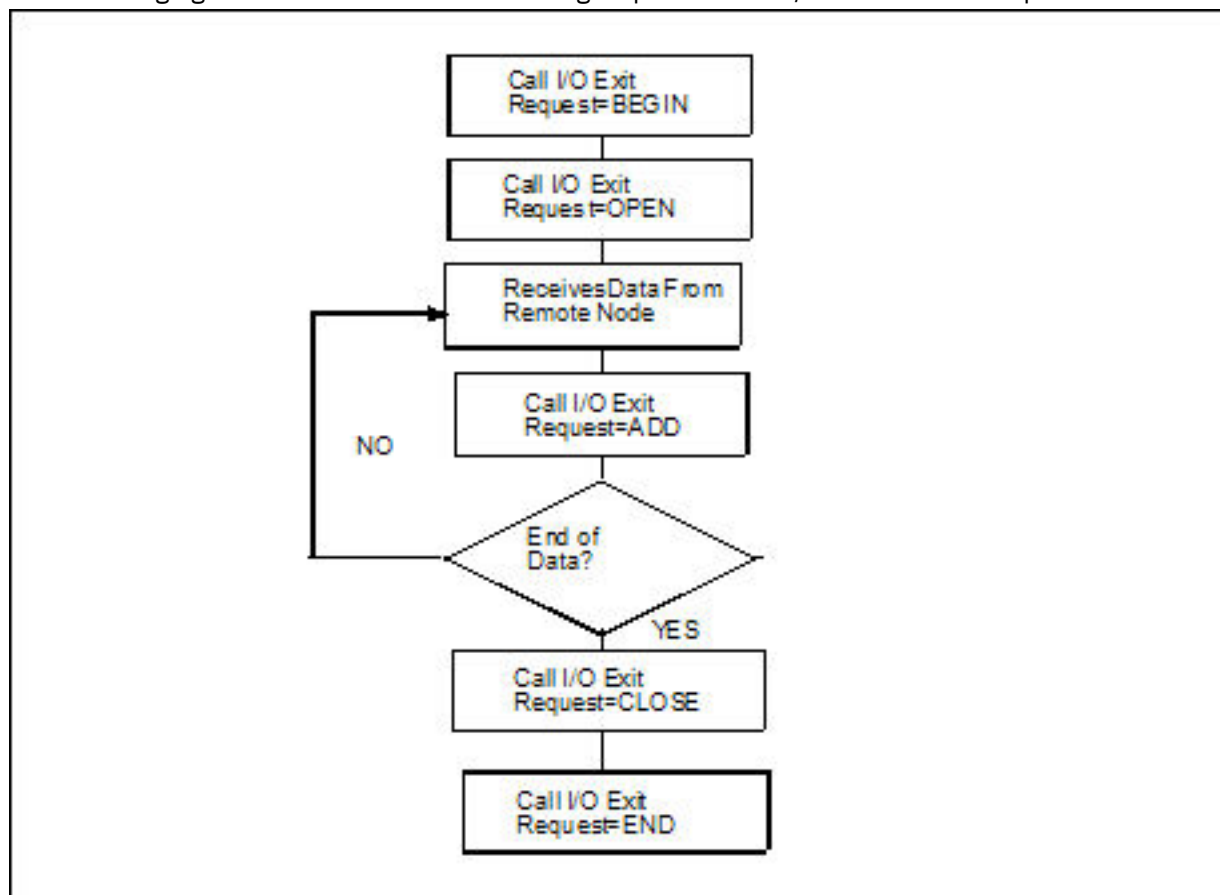 Call I/O Exit
Request=BEGIN
Call I/O Exit
Request=OPEN
Receives Data From
Remote Node
Call I/O Exit
Request=ADD
NO
End of
Data?
YES
Call I/O Exit
Request=CLOSE
Call I/O Exit
Request=END